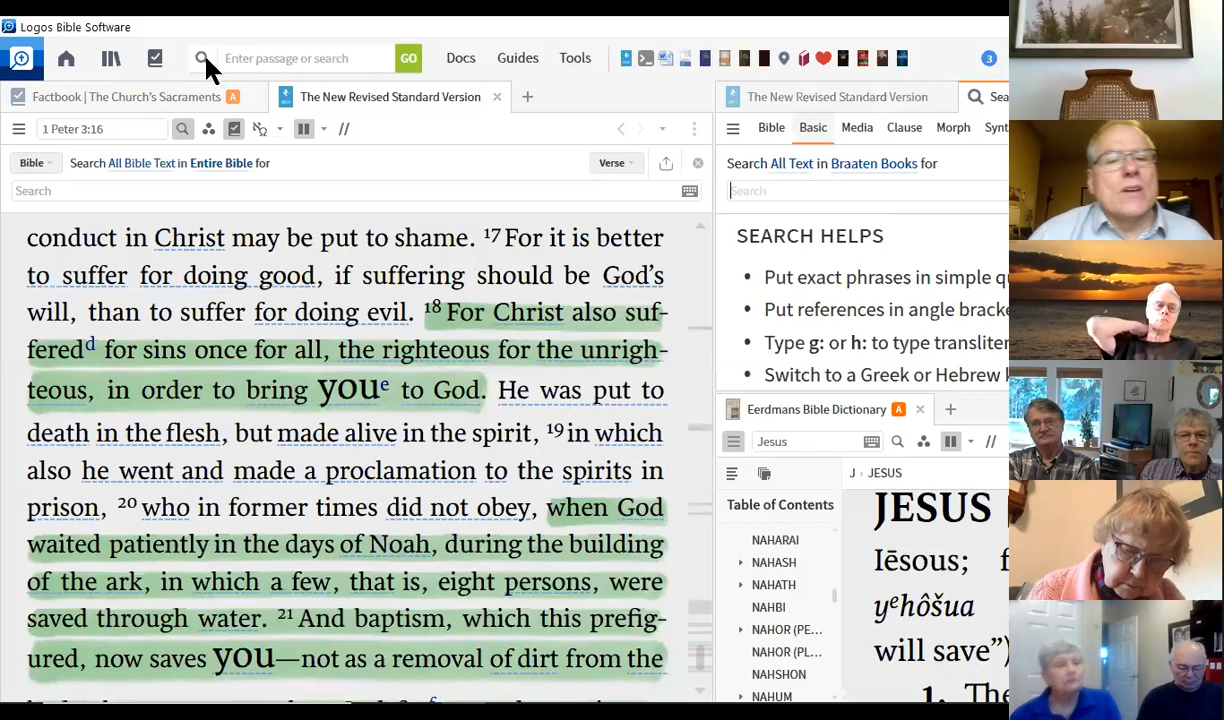 Logos Bible Software
Enter passage or search GO Docs Guides Tools 3
Factbook | The Church's Sacraments A
The New Revised Standard Version
1 Peter 3:16
Bible Search All Bible Text in Entire Bible for Verse
Search
conduct in Christ may be put to shame. 17 For it is better
to suffer for doing good, if suffering should be God's
will, than to suffer for doing evil. 18 For Christ also suf-
fered d for sins once for all, the righteous for the unrigh-
teous, in order to bring you e to God. He was put to
death in the flesh, but made alive in the spirit, 19 in which
also he went and made a proclamation to the spirits in
prison, 20 who in former times did not obey, when God
waited patiently in the days of Noah, during the building
of the ark, in which a few, that is, eight persons, were
saved through water. 21 And baptism, which this prefig-
ured, now saves you—not as a removal of dirt from the
The New Revised Standard Version Sea
Bible Basic Media Clause Morph Synt
Search All Text in Braaten Books for
Search
SEARCH HELPS
• Put exact phrases in simple qu
• Put references in angle bracke
• Type g: or h: to type transliter
• Switch to a Greek or Hebrew
Eerdmans Bible Dictionary A
Jesus
J › JESUS
Table of Contents
NAHARAI
NAHASH
NAHATH
NAHBI
NAHOR (PE...
NAHOR (PL...
NAHSHON
NAHUM
JESUS
Iēsous; f
yᵉhôšua
will save")
1. The